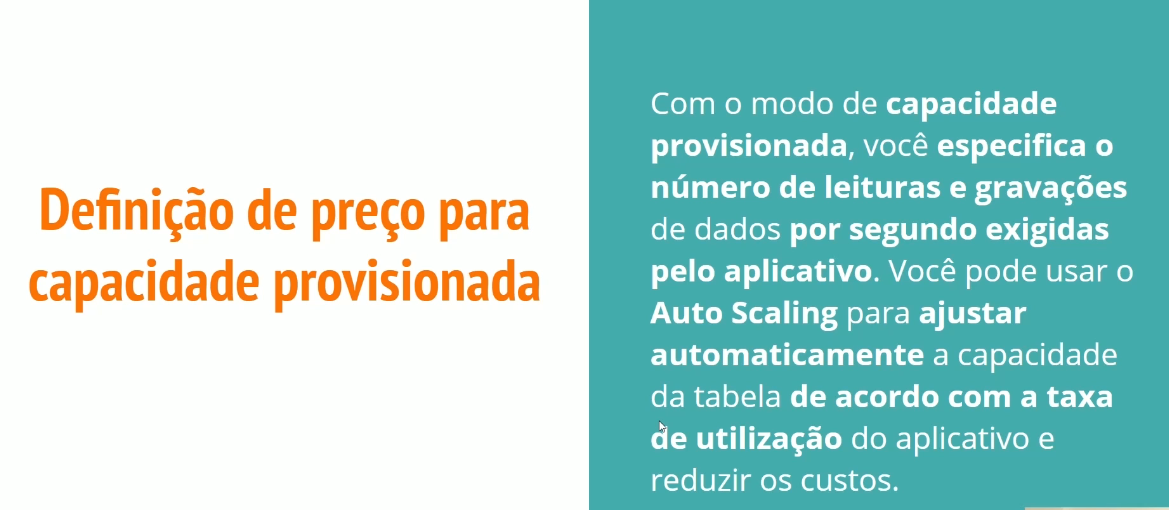 Definição de preço para
capacidade provisionada
Com o modo de capacidade
provisionada, você especifica o
número de leituras e gravações
de dados por segundo exigidas
pelo aplicativo. Você pode usar o
Auto Scaling para ajustar
automaticamente a capacidade
da tabela de acordo com a taxa
de utilização do aplicativo e
reduzir os custos.